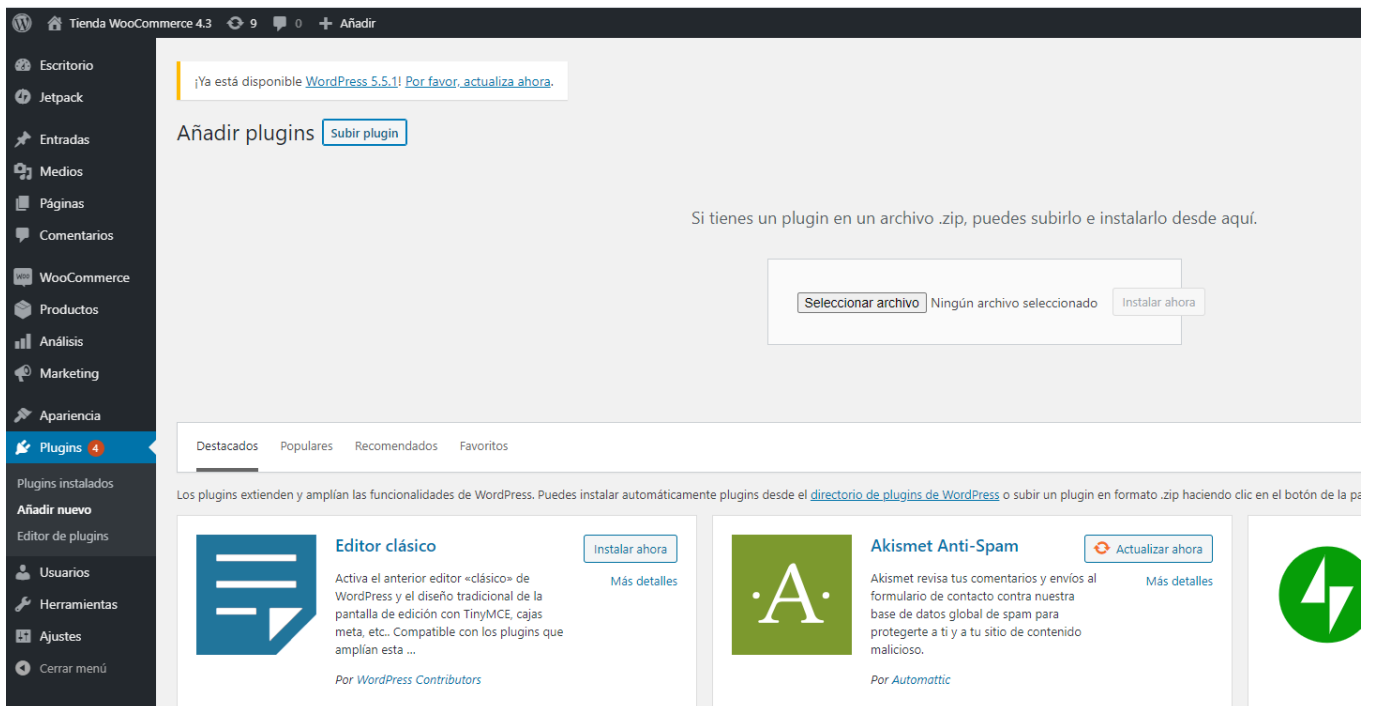 Tienda WooCommerce 4.3 9 0 + Añadir
Escritorio
Jetpack
Entradas
Medios
Páginas
Comentarios
WooCommerce
Productos
Análisis
Marketing
Apariencia
Plugins 4
Plugins instalados
Añadir nuevo
Editor de plugins
Usuarios
Herramientas
Ajustes
Cerrar menú
¡Ya está disponible WordPress 5.5.1! Por favor, actualiza ahora.
Añadir plugins Subir plugin
Si tienes un plugin en un archivo .zip, puedes subirlo e instalarlo desde aquí.
Seleccionar archivo Ningún archivo seleccionado Instalar ahora
Destacados Populares Recomendados Favoritos
Los plugins extienden y amplían las funcionalidades de WordPress. Puedes instalar automáticamente plugins desde el directorio de plugins de WordPress o subir un plugin en formato .zip haciendo clic en el botón de la pa
Editor clásico
Instalar ahora
Más detalles
Activa el anterior editor «clásico» de
WordPress y el diseño tradicional de la
pantalla de edición con TinyMCE, cajas
meta, etc.. Compatible con los plugins que
amplían esta ...
Por WordPress Contributors
·A·
Akismet Anti-Spam
Actualizar ahora
Más detalles
Akismet revisa tus comentarios y envíos al
formulario de contacto contra nuestra
base de datos global de spam para
protegerte a ti y a tu sitio de contenido
malicioso.
Por Automattic